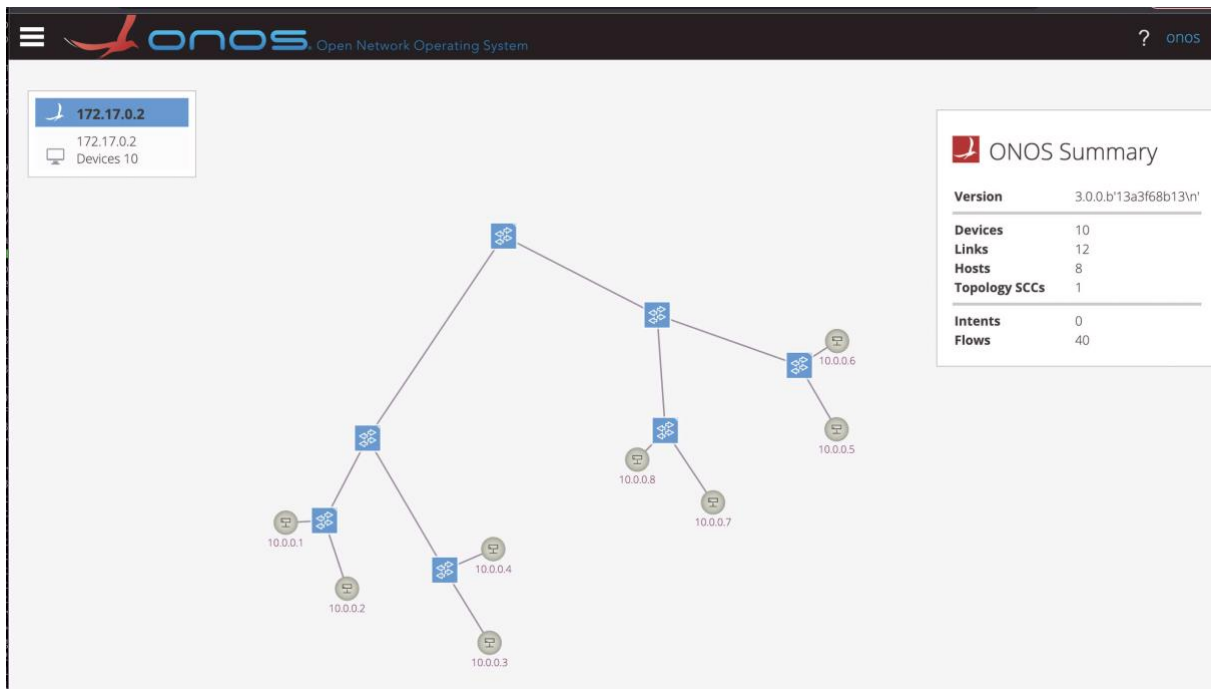 onos. Open Network Operating System
? onos
172.17.0.2
172.17.0.2
Devices 10
ONOS Summary
Version 3.0.0.b'13a3f68b13\n'
Devices 10
Links 12
Hosts 8
Topology SCCs 1
Intents 0
Flows 40
10.0.0.6
10.0.0.5
10.0.0.8
10.0.0.7
10.0.0.1
10.0.0.4
10.0.0.2
10.0.0.3